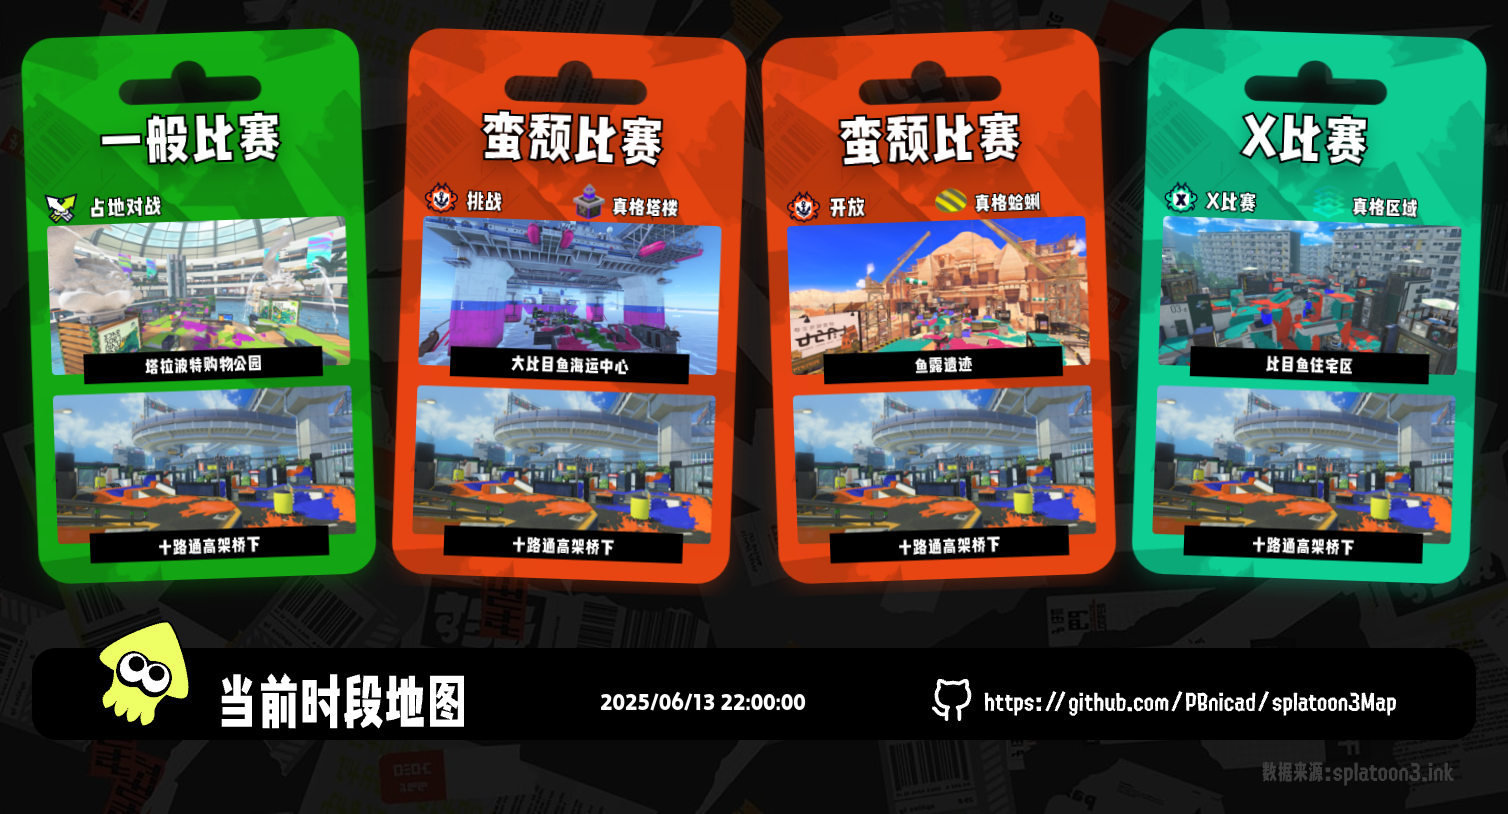 一般比赛
占地对战
塔拉波特购物公园
十路通高架桥下
蛮颓比赛
挑战
真格塔楼
大比目鱼海运中心
十路通高架桥下
蛮颓比赛
开放
真格蛤蜊
鱼露遗迹
十路通高架桥下
X比赛
X比赛
真格区域
比目鱼住宅区
十路通高架桥下
当前时段地图
2025/06/13 22:00:00
https://github.com/PBnicad/splatoon3Map
数据来源:splatoon3.ink